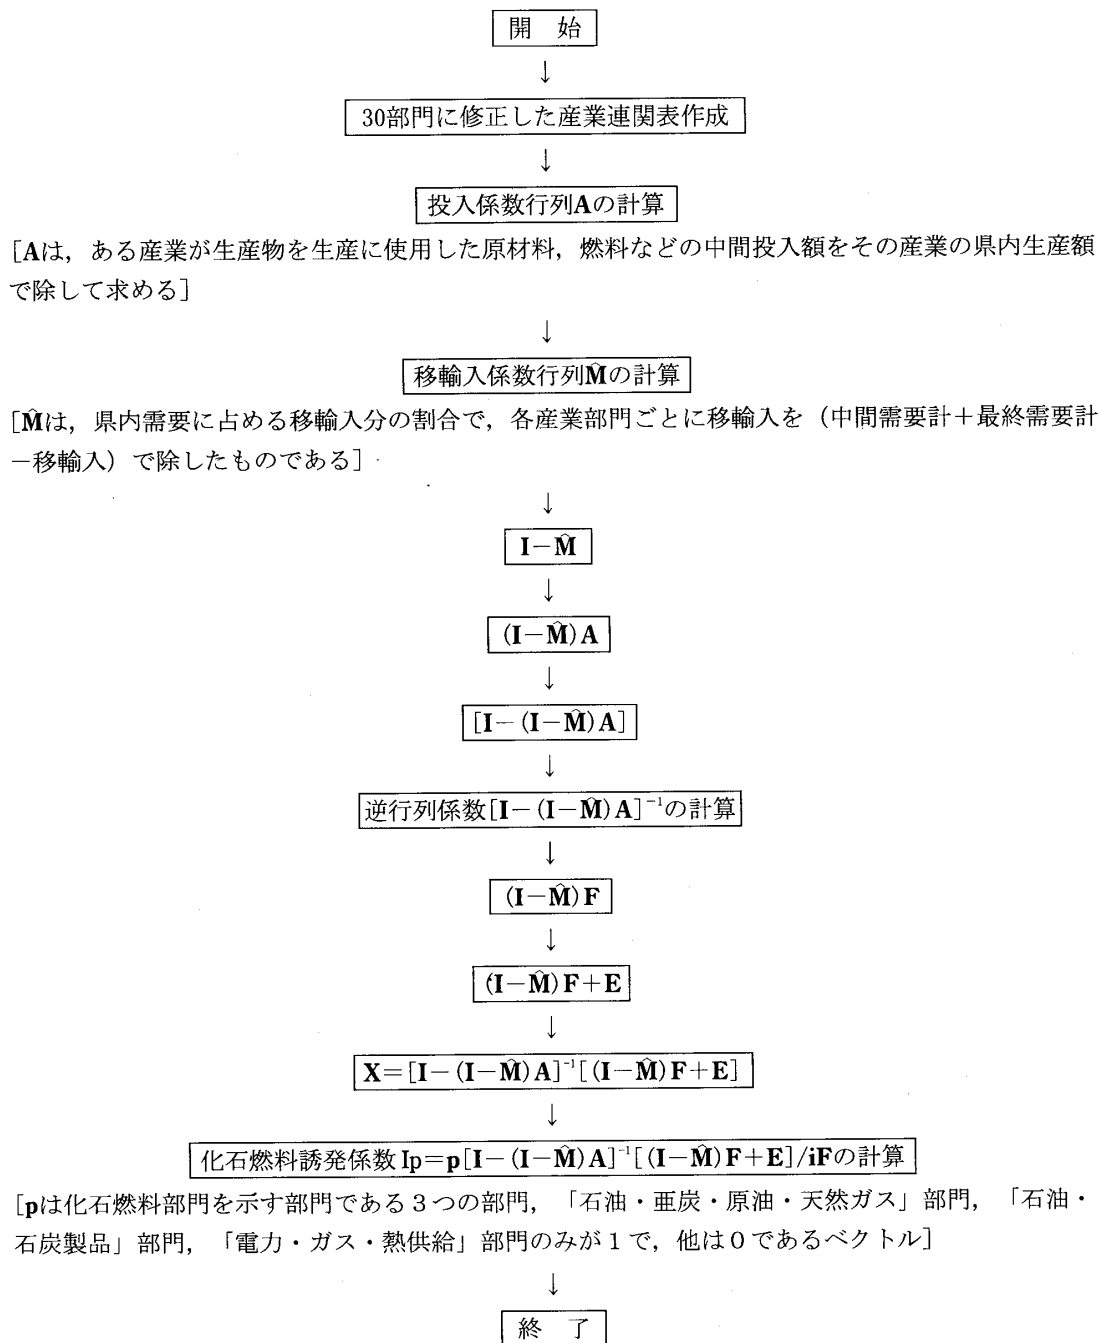 開 始
↓
30部門に修正した産業連関表作成
↓
投入係数行列Aの計算
[Aは，ある産業が生産物を生産に使用した原材料，燃料などの中間投入額をその産業の県内生産額
で除して求める]
↓
移輸入係数行列M̂の計算
[M̂は，県内需要に占める移輸入分の割合で，各産業部門ごとに移輸入を（中間需要計＋最終需要計
－移輸入）で除したものである]
↓
I－M̂
↓
(I－M̂)A
↓
[I－(I－M̂)A]
↓
逆行列係数[I－(I－M̂)A]⁻¹の計算
↓
(I－M̂)F
↓
(I－M̂)F＋E
↓
X＝[I－(I－M̂)A]⁻¹[(I－M̂)F＋E]
↓
化石燃料誘発係数Ip＝p[I－(I－M̂)A]⁻¹[(I－M̂)F＋E]/iFの計算
[pは化石燃料部門を示す部門である３つの部門，「石油・亜炭・原油・天然ガス」部門，「石油・
石炭製品」部門，「電力・ガス・熱供給」部門のみが１で，他は０であるベクトル]
↓
終 了